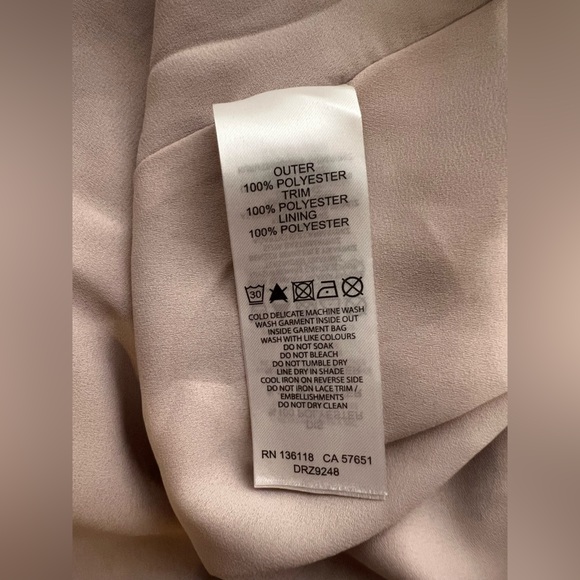 OUTER
100% POLYESTER
TRIM
100% POLYESTER
LINING
100% POLYESTER
30
COLD DELICATE MACHINE WASH
WASH GARMENT INSIDE OUT
INSIDE GARMENT BAG
WASH WITH LIKE COLOURS
DO NOT SOAK
DO NOT BLEACH
DO NOT TUMBLE DRY
LINE DRY IN SHADE
COOL IRON ON REVERSE SIDE
DO NOT IRON LACE TRIM /
EMBELLISHMENTS
DO NOT DRY CLEAN
RN 136118 CA 57651
DRZ9248